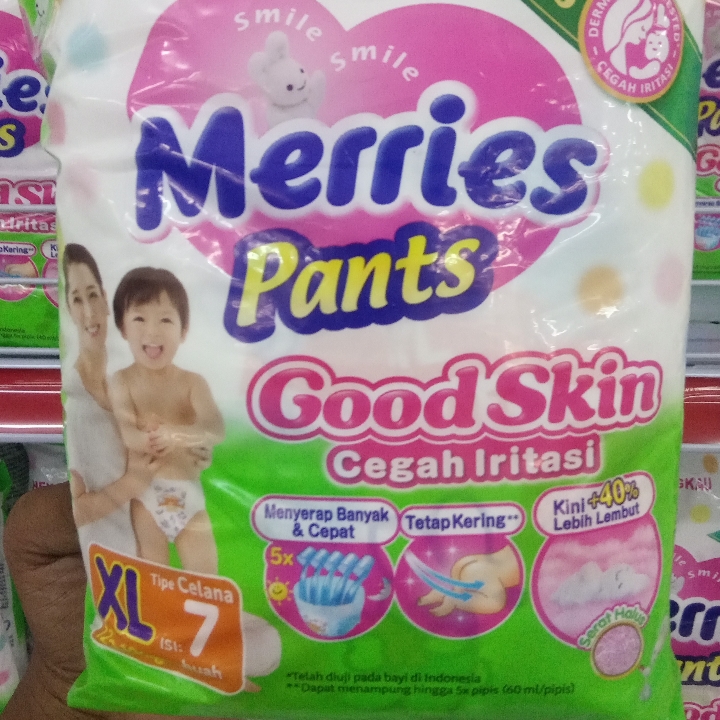 Smile Smile
CEGAH IRITASI
Merries
Pants
Good Skin
Cegah Iritasi
Menyerap Banyak
& Cepat
5x
Tetap Kering**
Kini +40%
Lebih Lembut
Serat Halus
XL
Tipe Celana
isi: 7
buah
*Telah diuji pada bayi di Indonesia
**Dapat menampung hingga 5x pipis (60 ml/pipis)